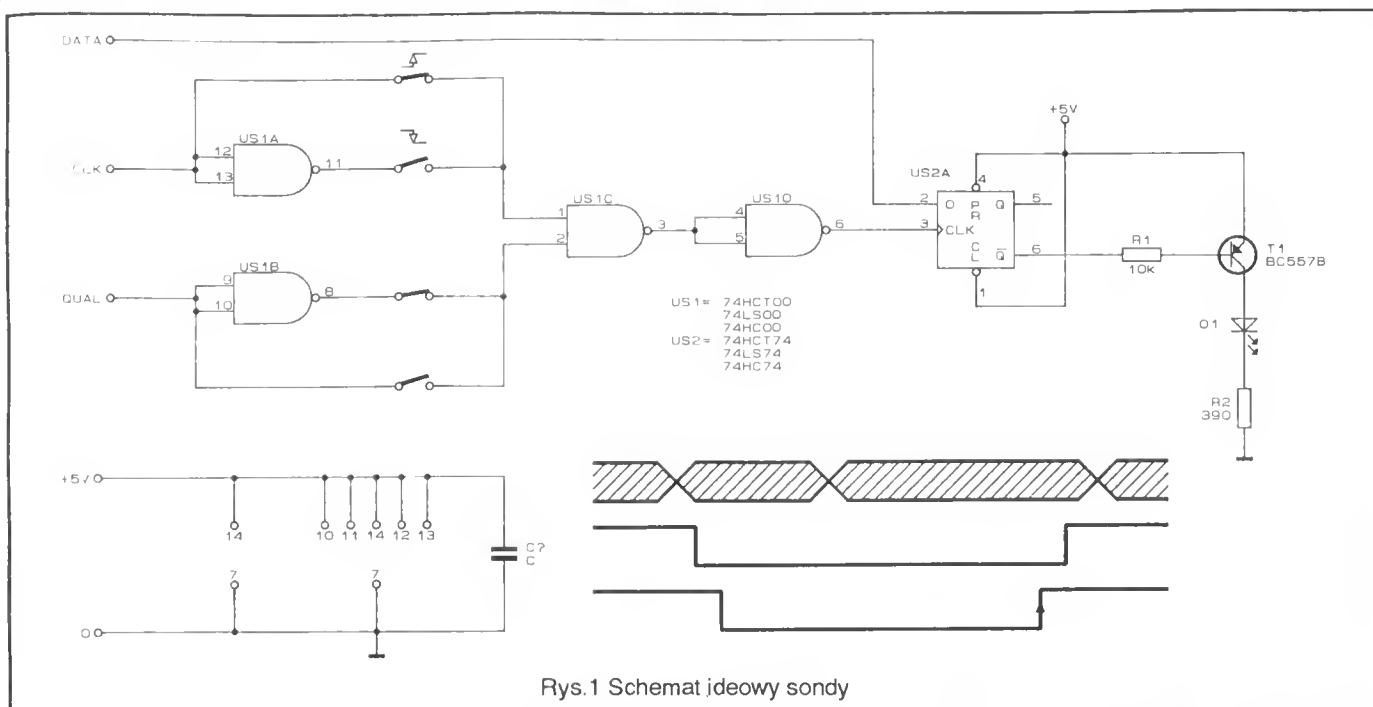 DATA
CLK
QUAL
12
13
US1A
11
9
10
US1B
8
1
2
US1C
3
4
5
US1D
6
US1= 74HCT00
74LS00
74HC00
US2= 74HCT74
74LS74
74HC74
+5V
US2A
4
2
D
PR
Q
5
3
CLK
CL
Q
6
1
R1
10k
T1
BC557B
D1
R2
390
+5V
14
10
11
14
12
13
C?
C
7
7
0
Rys.1 Schemat ideowy sondy